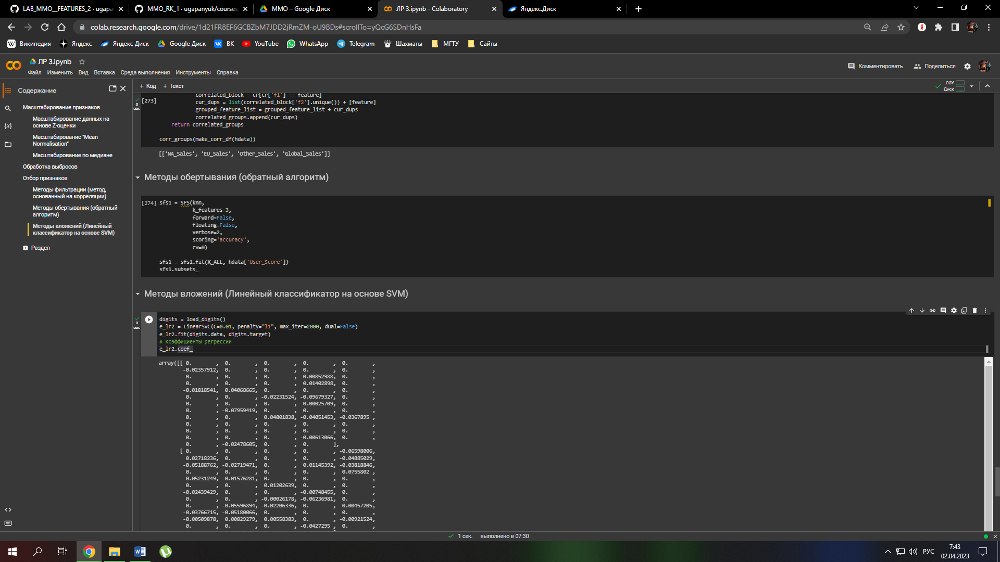 LAB_MMO__FEATURES_2 · ugapan
MMO_RK_1 · ugapanyuk/courses
MMO – Google Диск
ЛР 3.ipynb - Colaboratory
Яндекс.Диск
colab.research.google.com/drive/1d21FR8EF6GCBZbM7JDD2jRmZM-oU9BDs#scrollTo=yQcG6SDnHsFa
Википедия
Яндекс
Яндекс Диск
Google Диск
ВК
YouTube
WhatsApp
Telegram
Шахматы
МГТУ
Сайты
ЛР 3.ipynb
Файл Изменить Вид Вставка Среда выполнения Инструменты Справка
Комментировать
Поделиться
Содержание
+ Код + Текст
ОЗУ
Диск
Масштабирование признаков
Масштабирование данных на
основе Z-оценки
Масштабирование "Mean
Normalisation"
Масштабирование по медиане
Обработка выбросов
Отбор признаков
Методы фильтрации (метод,
основанный на корреляции)
Методы обертывания (обратный
алгоритм)
Методы вложений (Линейный
классификатор на основе SVM)
Раздел
0
сек.
[273]
correlated_block = cr[cr['f1'] == feature]
cur_dups = list(correlated_block['f2'].unique()) + [feature]
grouped_feature_list = grouped_feature_list + cur_dups
correlated_groups.append(cur_dups)
return correlated_groups
corr_groups(make_corr_df(hdata))
[['NA_Sales', 'EU_Sales', 'Other_Sales', 'Global_Sales']]
Методы обертывания (обратный алгоритм)
[274] sfs1 = SFS(knn,
k_features=3,
forward=False,
floating=False,
verbose=2,
scoring='accuracy',
cv=0)
sfs1 = sfs1.fit(X_ALL, hdata['User_Score'])
sfs1.subsets_
Методы вложений (Линейный классификатор на основе SVM)
0
сек.
digits = load_digits()
e_lr2 = LinearSVC(C=0.01, penalty="l1", max_iter=2000, dual=False)
e_lr2.fit(digits.data, digits.target)
# Коэффициенты регрессии
e_lr2.coef_
array([[ 0. , 0. , 0. , 0. , 0. ,
-0.02357912, 0. , 0. , 0. , 0. ,
0. , 0. , 0. , 0.00852988, 0. ,
0. , 0. , 0. , 0.01402898, 0. ,
-0.01818541, 0.04068665, 0. , 0. , 0. ,
0. , 0. , -0.02231524, -0.09679327, 0. ,
0. , 0. , 0. , 0.00025709, 0. ,
0. , -0.07959419, 0. , 0. , 0. ,
0. , 0. , 0.04801838, -0.04051453, -0.0367895 ,
0. , 0. , 0. , 0. , 0. ,
0. , 0. , 0. , 0. , 0. ,
0. , 0. , 0. , -0.00613066, 0. ,
0. , -0.02478605, 0. , 0. ],
[ 0. , 0. , 0. , 0. , -0.06598006,
0.02718236, 0. , 0. , 0. , -0.04885029,
-0.05188762, -0.02719471, 0. , 0.01145392, -0.03818846,
0. , 0. , 0. , 0. , 0.0755802 ,
0.05231249, -0.01576281, 0. , 0. , 0. ,
0. , 0. , 0.01202639, 0. , 0. ,
-0.02439429, 0. , 0. , -0.00748455, 0. ,
0. , 0. , -0.00026178, -0.06236981, 0. ,
0. , -0.05596894, -0.02206336, 0. , 0.00457205,
-0.03766715, -0.05180066, 0. , 0. , 0. ,
-0.00509878, 0.00829279, 0.00558383, 0. , -0.00921524,
0. , 0. , 0. , -0.0427295 , 0. ,
1 сек. выполнено в 07:30
РУС
7:43
02.04.2023